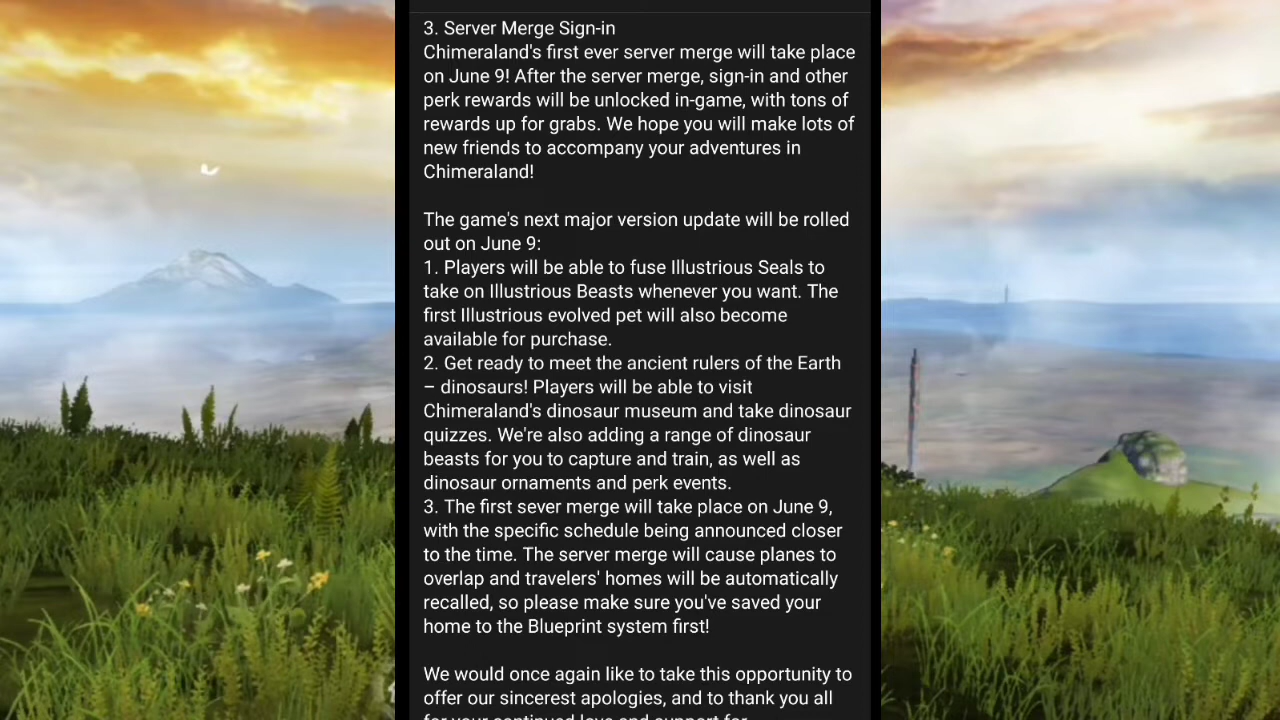 3. Server Merge Sign-in
Chimeraland's first ever server merge will take place
on June 9! After the server merge, sign-in and other
perk rewards will be unlocked in-game, with tons of
rewards up for grabs. We hope you will make lots of
new friends to accompany your adventures in
Chimeraland!
The game's next major version update will be rolled
out on June 9:
1. Players will be able to fuse Illustrious Seals to
take on Illustrious Beasts whenever you want. The
first Illustrious evolved pet will also become
available for purchase.
2. Get ready to meet the ancient rulers of the Earth
– dinosaurs! Players will be able to visit
Chimeraland's dinosaur museum and take dinosaur
quizzes. We're also adding a range of dinosaur
beasts for you to capture and train, as well as
dinosaur ornaments and perk events.
3. The first sever merge will take place on June 9,
with the specific schedule being announced closer
to the time. The server merge will cause planes to
overlap and travelers' homes will be automatically
recalled, so please make sure you've saved your
home to the Blueprint system first!
We would once again like to take this opportunity to
offer our sincerest apologies, and to thank you all
for your continued love and support for